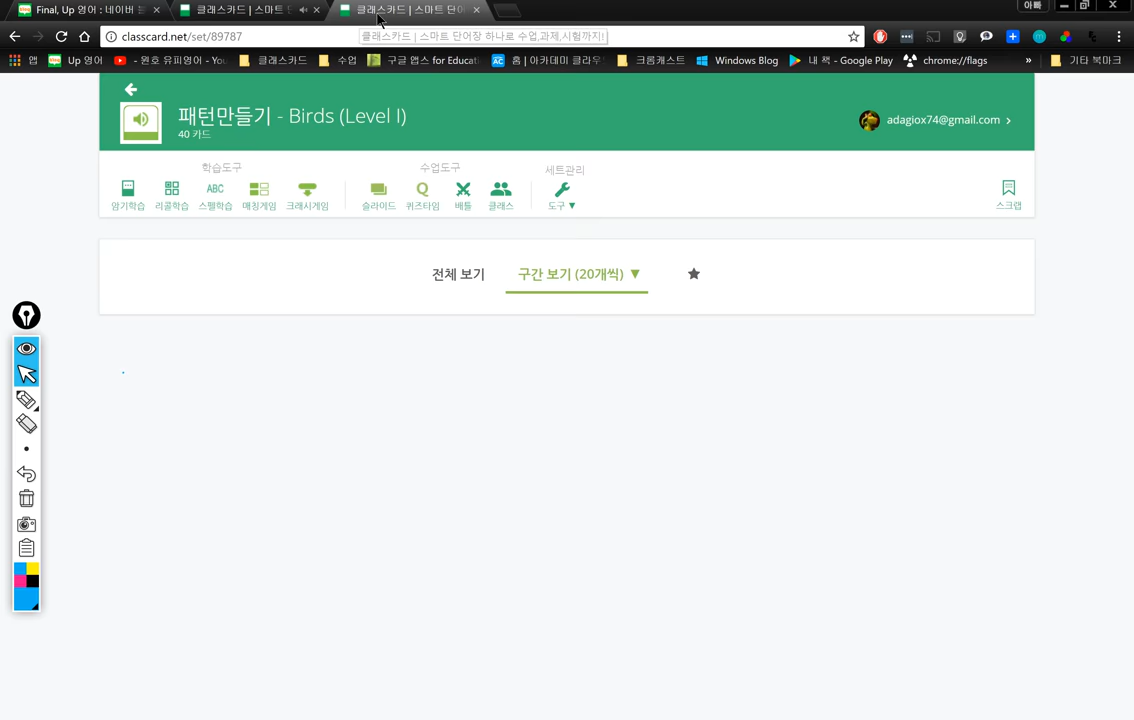 Final, Up 영어 : 네이버 블
클래스카드 | 스마트 단
클래스카드 | 스마트 단어
아빠
classcard.net/set/89787
클래스카드 | 스마트 단어장 하나로 수업,과제,시험까지!
앱
Up 영어
- 원호 유피영어 - You
클래스카드
수업
구글 앱스 for Educati
홈 | 아카데미 클라우
크롬캐스트
Windows Blog
내 책 - Google Play
chrome://flags
»
기타 북마크
패턴만들기 - Birds (Level I)
40 카드
adagiox74@gmail.com
학습도구
수업도구
세트관리
암기학습
리콜학습
ABC
스펠학습
매칭게임
크래시게임
슬라이드
Q
퀴즈타임
배틀
클래스
도구 ▼
스크랩
전체 보기
구간 보기 (20개씩) ▼